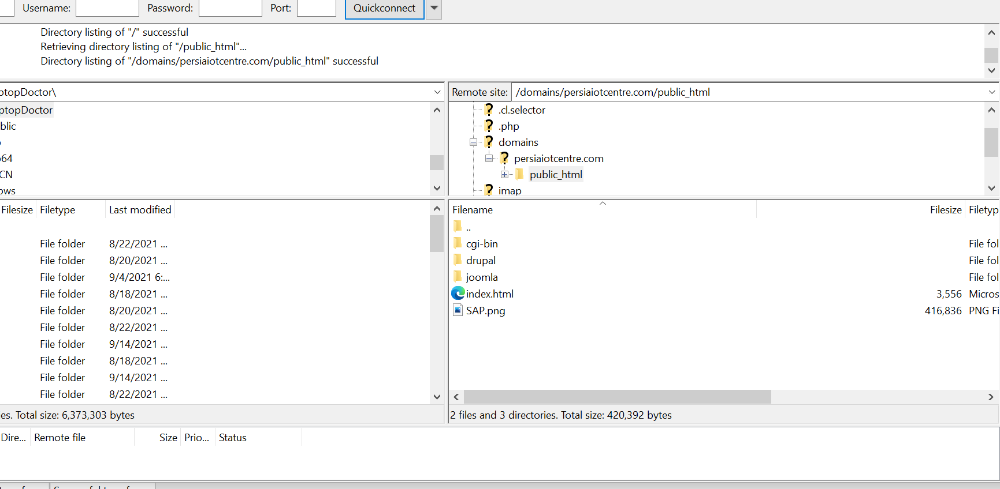 Username: Password: Port: Quickconnect
Directory listing of "/" successful
Retrieving directory listing of "/public_html"...
Directory listing of "/domains/persiaiotcentre.com/public_html" successful
ptopDoctor\
ptopDoctor
blic
64
CN
ows
Remote site: /domains/persiaiotcentre.com/public_html
.cl.selector
.php
domains
persiaiotcentre.com
public_html
imap
Filesize Filetype Last modified
File folder 8/22/2021 ...
File folder 8/20/2021 ...
File folder 9/4/2021 6:...
File folder 8/18/2021 ...
File folder 8/20/2021 ...
File folder 8/22/2021 ...
File folder 9/14/2021 ...
File folder 8/18/2021 ...
File folder 9/14/2021 ...
File folder 8/22/2021 ...
es. Total size: 6,373,303 bytes
Filename Filesize Filetyp
..
cgi-bin File fol
drupal File fol
joomla File fol
index.html 3,556 Micros
SAP.png 416,836 PNG Fi
2 files and 3 directories. Total size: 420,392 bytes
Dire... Remote file Size Prio... Status